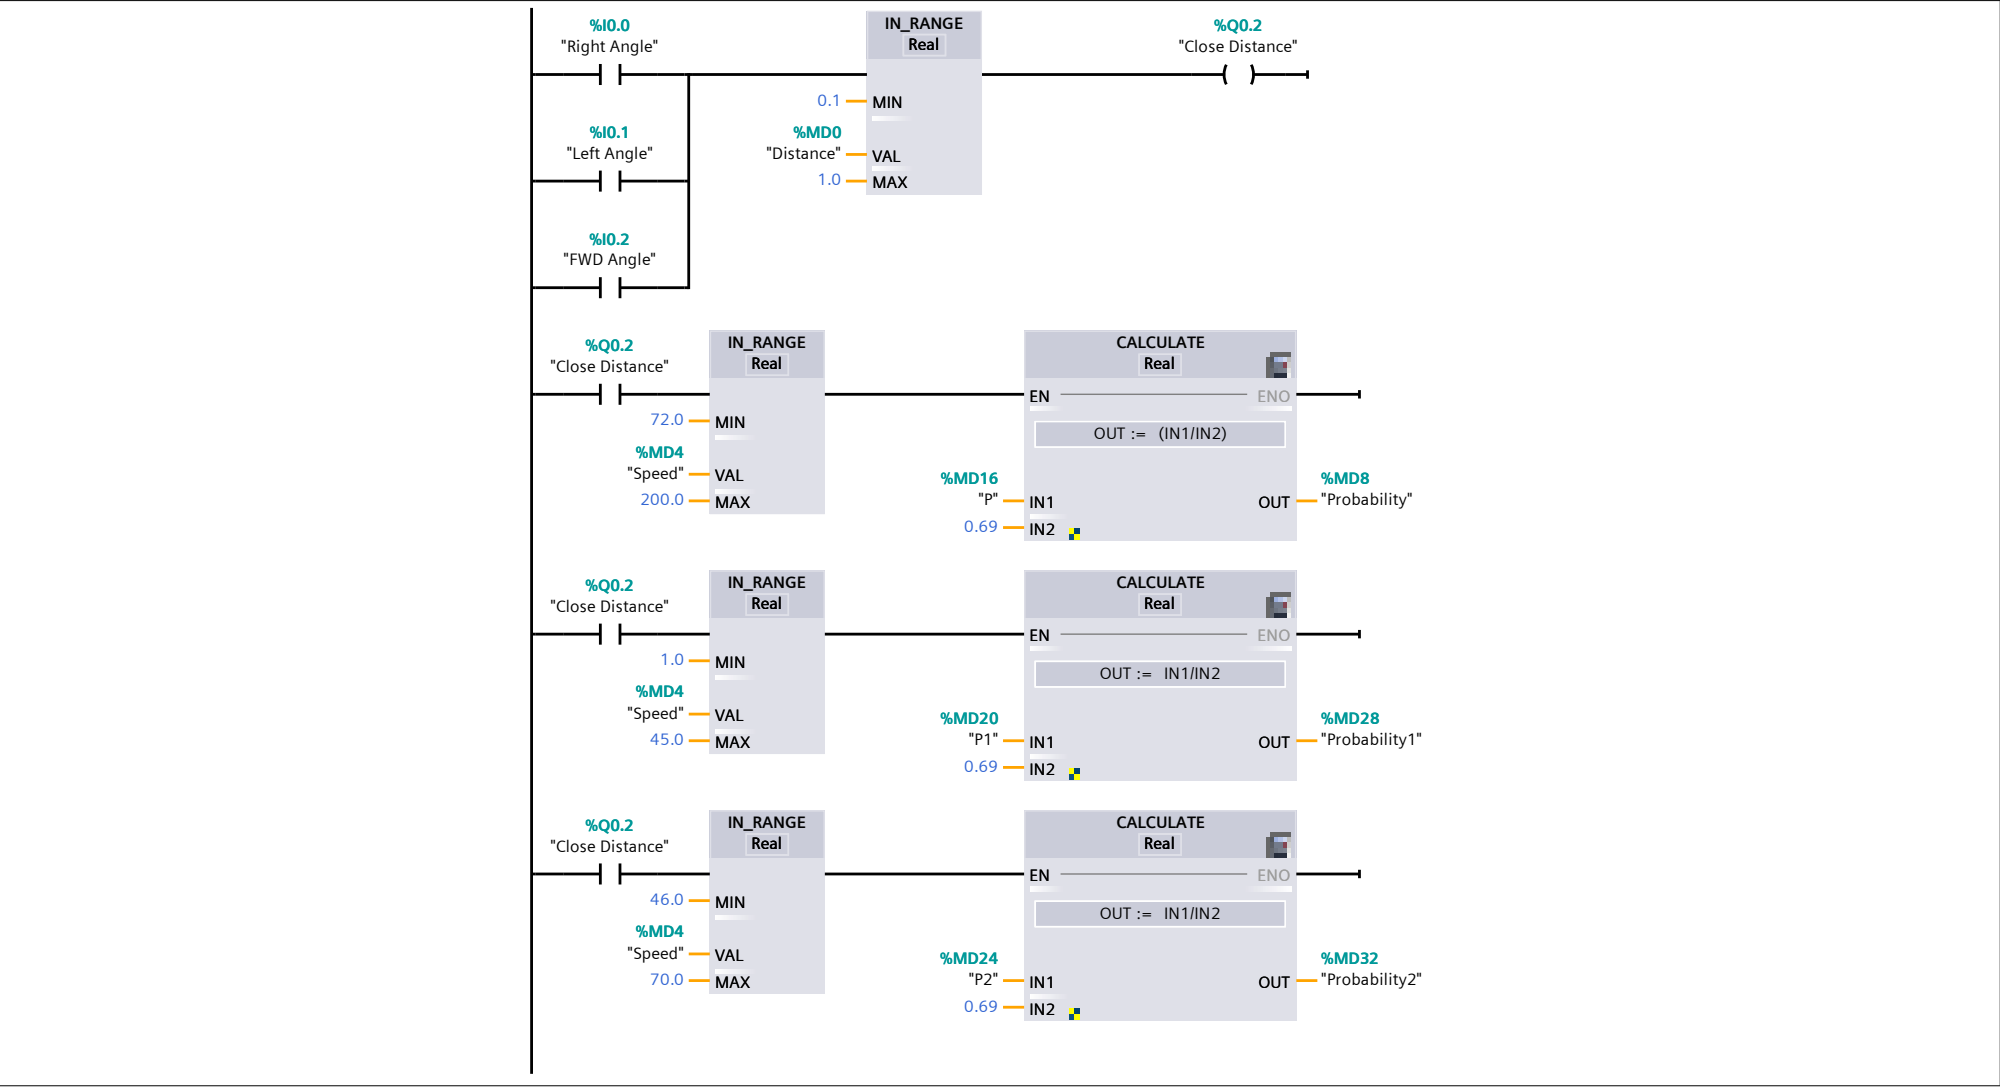 %I0.0
"Right Angle"
IN_RANGE
Real
%Q0.2
"Close Distance"
0.1
MIN
%MD0
"Distance"
VAL
1.0
MAX
%I0.1
"Left Angle"
%I0.2
"FWD Angle"
%Q0.2
"Close Distance"
IN_RANGE
Real
72.0
MIN
%MD4
"Speed"
VAL
200.0
MAX
CALCULATE
Real
EN
ENO
OUT := (IN1/IN2)
%MD16
"P"
IN1
0.69
IN2
OUT
%MD8
"Probability"
%Q0.2
"Close Distance"
IN_RANGE
Real
1.0
MIN
%MD4
"Speed"
VAL
45.0
MAX
CALCULATE
Real
EN
ENO
OUT := IN1/IN2
%MD20
"P1"
IN1
0.69
IN2
OUT
%MD28
"Probability1"
%Q0.2
"Close Distance"
IN_RANGE
Real
46.0
MIN
%MD4
"Speed"
VAL
70.0
MAX
CALCULATE
Real
EN
ENO
OUT := IN1/IN2
%MD24
"P2"
IN1
0.69
IN2
OUT
%MD32
"Probability2"